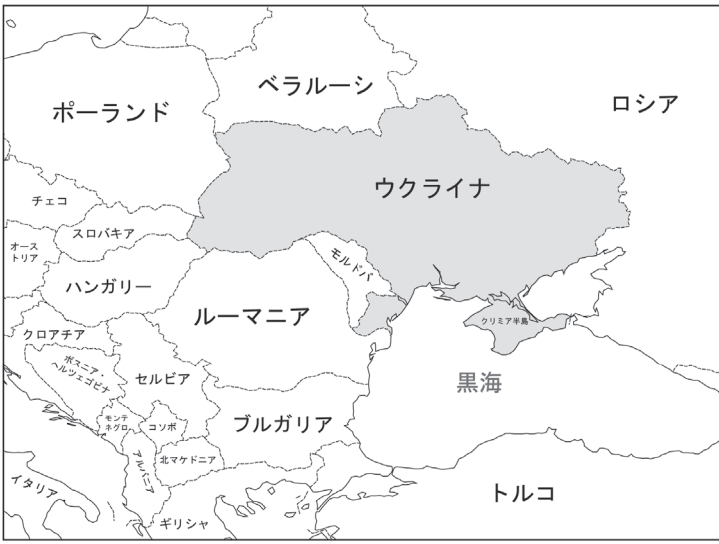 ベラルーシ
ポーランド
ロシア
ウクライナ
チェコ
スロバキア
オース
トリア
モルドバ
ハンガリー
ルーマニア
クリミア半島
クロアチア
ボスニア・
ヘルツェゴビナ
セルビア
黒海
モンテ
ネグロ
コソボ
ブルガリア
アルバニア
北マケドニア
イタリア
トルコ
ギリシャ